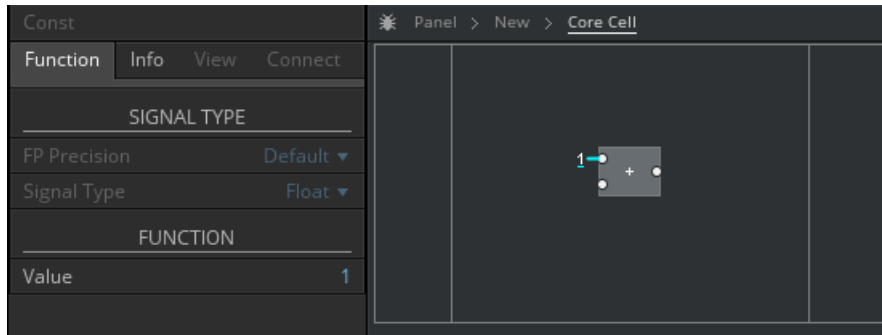 Const
Panel > New > Core Cell
Function Info View Connect
SIGNAL TYPE
FP Precision Default ▾
Signal Type Float ▾
FUNCTION
Value 1
1
+